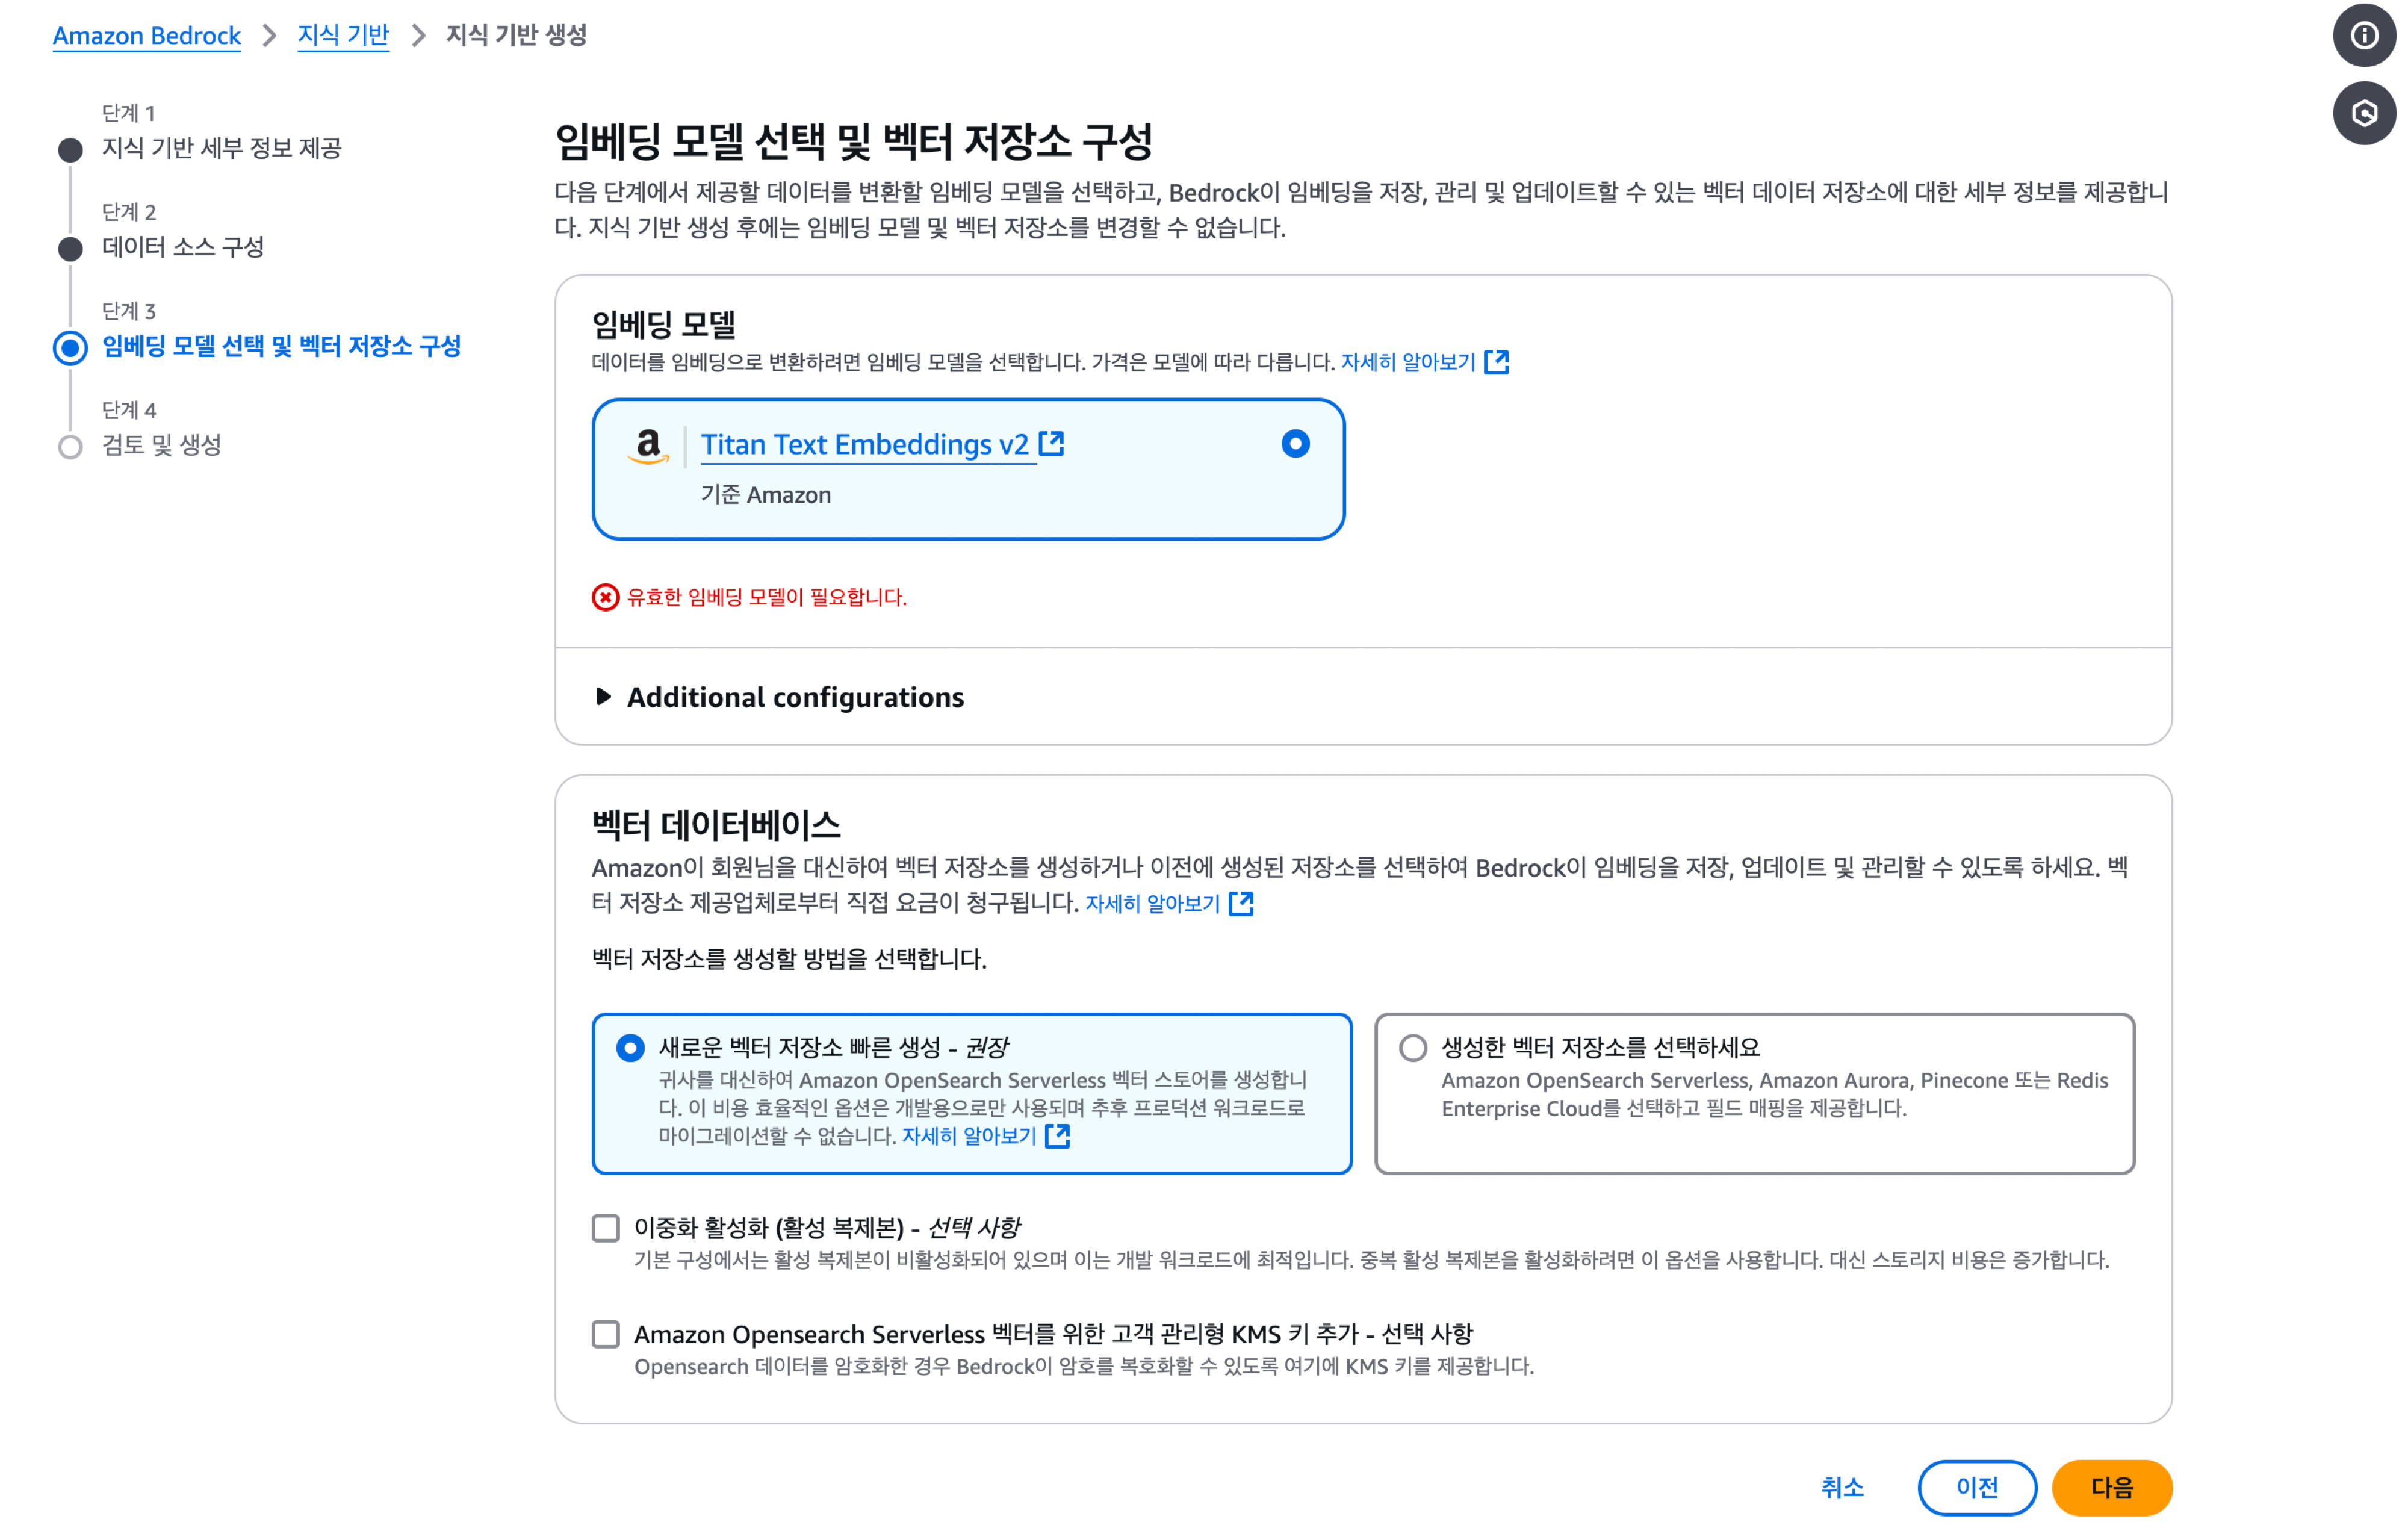 Amazon Bedrock > 지식 기반 > 지식 기반 생성
단계 1
지식 기반 세부 정보 제공
단계 2
데이터 소스 구성
단계 3
임베딩 모델 선택 및 벡터 저장소 구성
단계 4
검토 및 생성
임베딩 모델 선택 및 벡터 저장소 구성
다음 단계에서 제공할 데이터를 변환할 임베딩 모델을 선택하고, Bedrock이 임베딩을 저장, 관리 및 업데이트할 수 있는 벡터 데이터 저장소에 대한 세부 정보를 제공합니
다. 지식 기반 생성 후에는 임베딩 모델 및 벡터 저장소를 변경할 수 없습니다.
임베딩 모델
데이터를 임베딩으로 변환하려면 임베딩 모델을 선택합니다. 가격은 모델에 따라 다릅니다. 자세히 알아보기
a Titan Text Embeddings v2
기준 Amazon
유효한 임베딩 모델이 필요합니다.
Additional configurations
벡터 데이터베이스
Amazon이 회원님을 대신하여 벡터 저장소를 생성하거나 이전에 생성된 저장소를 선택하여 Bedrock이 임베딩을 저장, 업데이트 및 관리할 수 있도록 하세요. 벡
터 저장소 제공업체로부터 직접 요금이 청구됩니다. 자세히 알아보기
벡터 저장소를 생성할 방법을 선택합니다.
새로운 벡터 저장소 빠른 생성 - 권장
귀사를 대신하여 Amazon OpenSearch Serverless 벡터 스토어를 생성합니
다. 이 비용 효율적인 옵션은 개발용으로만 사용되며 추후 프로덕션 워크로드로
마이그레이션할 수 없습니다. 자세히 알아보기
생성한 벡터 저장소를 선택하세요
Amazon OpenSearch Serverless, Amazon Aurora, Pinecone 또는 Redis
Enterprise Cloud를 선택하고 필드 매핑을 제공합니다.
이중화 활성화 (활성 복제본) - 선택 사항
기본 구성에서는 활성 복제본이 비활성화되어 있으며 이는 개발 워크로드에 최적입니다. 중복 활성 복제본을 활성화하려면 이 옵션을 사용합니다. 대신 스토리지 비용은 증가합니다.
Amazon Opensearch Serverless 벡터를 위한 고객 관리형 KMS 키 추가 - 선택 사항
Opensearch 데이터를 암호화한 경우 Bedrock이 암호를 복호화할 수 있도록 여기에 KMS 키를 제공합니다.
취소 이전 다음